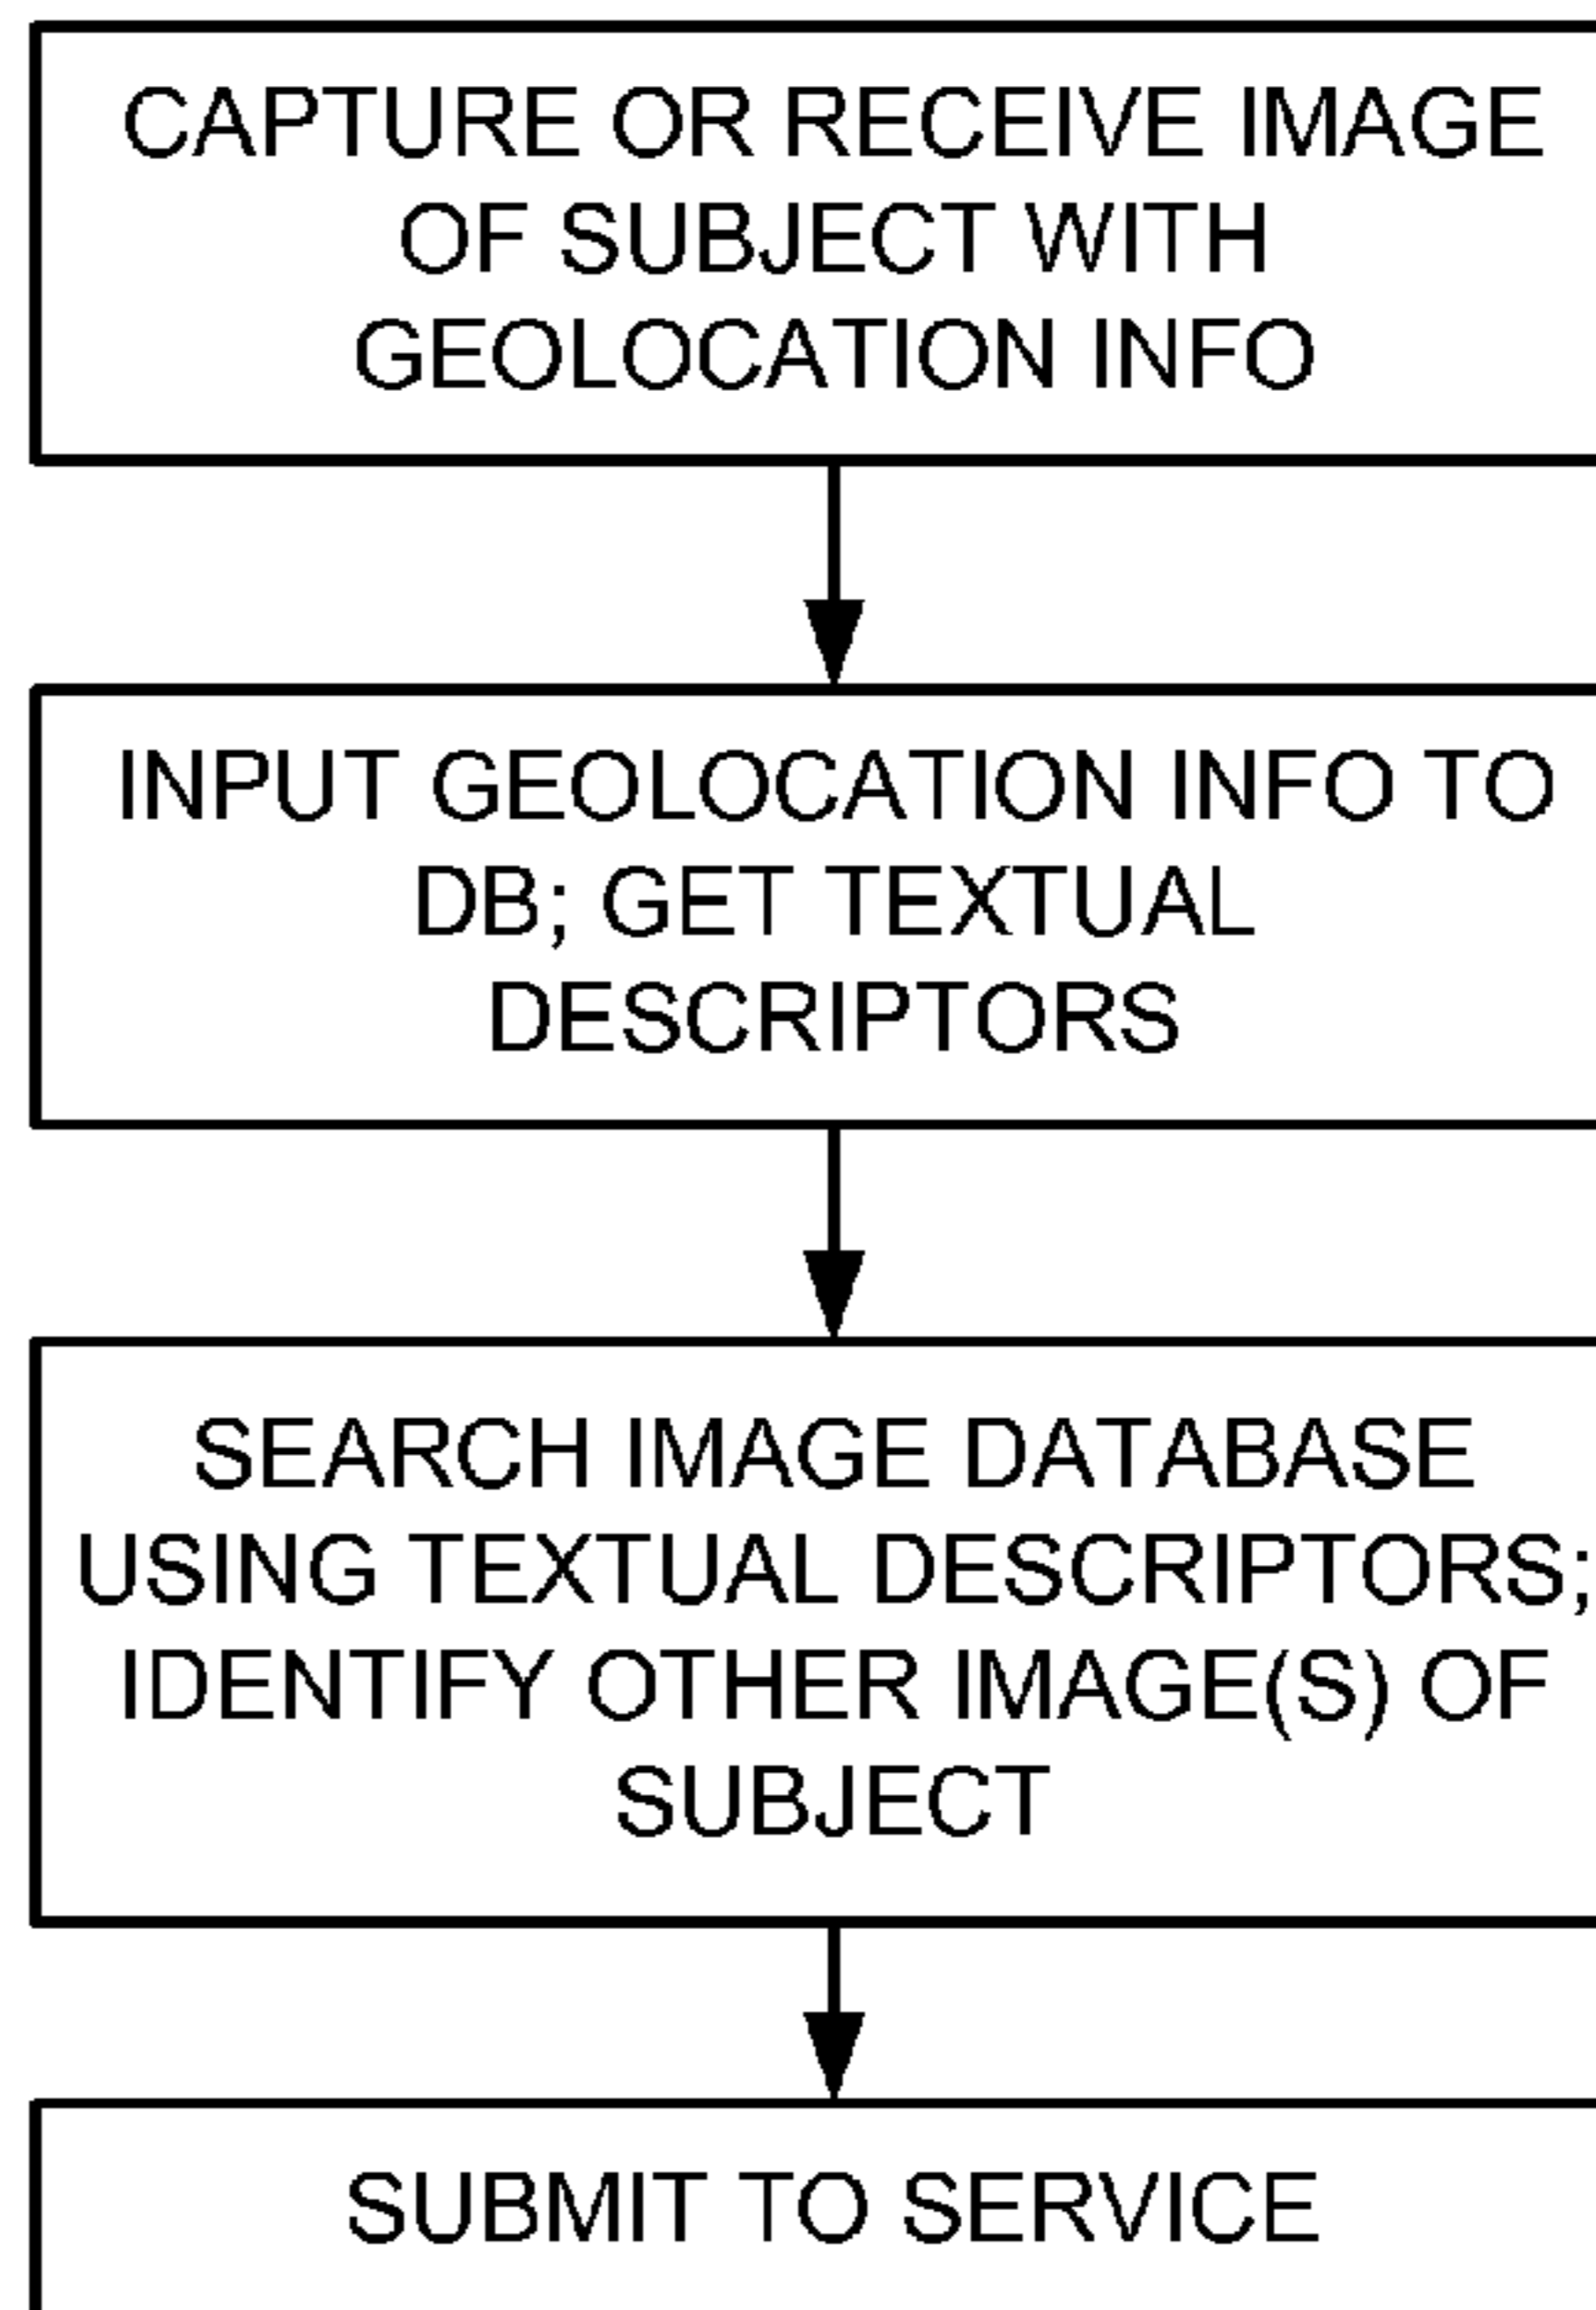 CAPTURE OR RECEIVE IMAGE
OF SUBJECT WITH
GEOLOCATION INFO
INPUT GEOLOCATION INFO TO
DB; GET TEXTUAL
DESCRIPTORS
SEARCH IMAGE DATABASE
USING TEXTUAL DESCRIPTORS;
IDENTIFY OTHER IMAGE(S) OF
SUBJECT
SUBMIT TO SERVICE